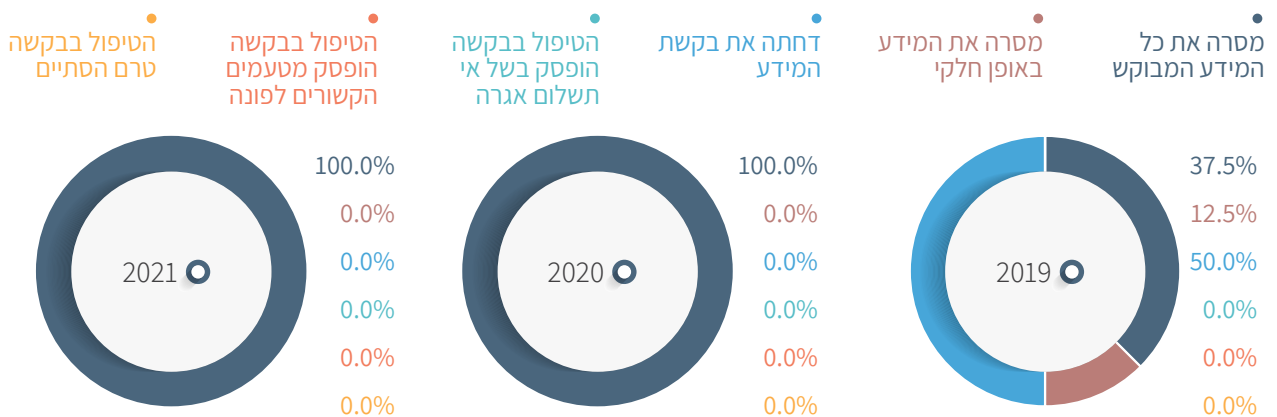 מסרה את כל
המידע המבוקש
מסרה את המידע
באופן חלקי
דחתה את בקשת
המידע
הטיפול בבקשה
הופסק בשל אי
תשלום אגרה
הטיפול בבקשה
הופסק מטעמים
הקשורים לפונה
הטיפול בבקשה
טרם הסתיים
37.5%
12.5%
50.0%
0.0%
0.0%
0.0%
2019
100.0%
0.0%
0.0%
0.0%
0.0%
0.0%
2020
100.0%
0.0%
0.0%
0.0%
0.0%
0.0%
2021